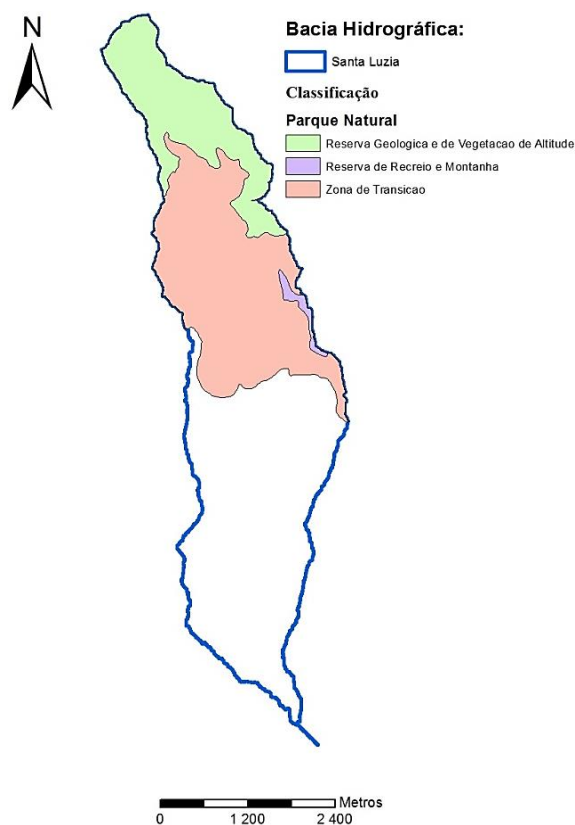 N
Bacia Hidrográfica:
Santa Luzia
Classificação
Parque Natural
Reserva Geologica e de Vegetacao de Altitude
Reserva de Recreio e Montanha
Zona de Transicao
Metros
0 1 200 2 400